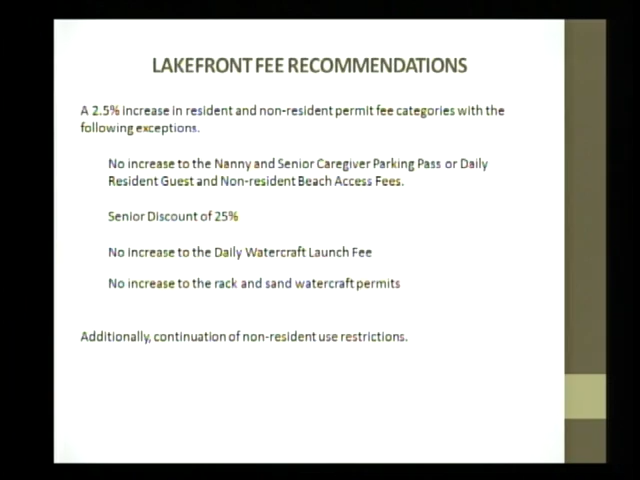 LAKEFRONT FEE RECOMMENDATIONS
A 2.5% increase in resident and non-resident permit fee categories with the
following exceptions.
No increase to the Nanny and Senior Caregiver Parking Pass or Daily
Resident Guest and Non-resident Beach Access Fees.
Senior Discount of 25%
No increase to the Daily Watercraft Launch Fee
No increase to the rack and sand watercraft permits
Additionally, continuation of non-resident use restrictions.